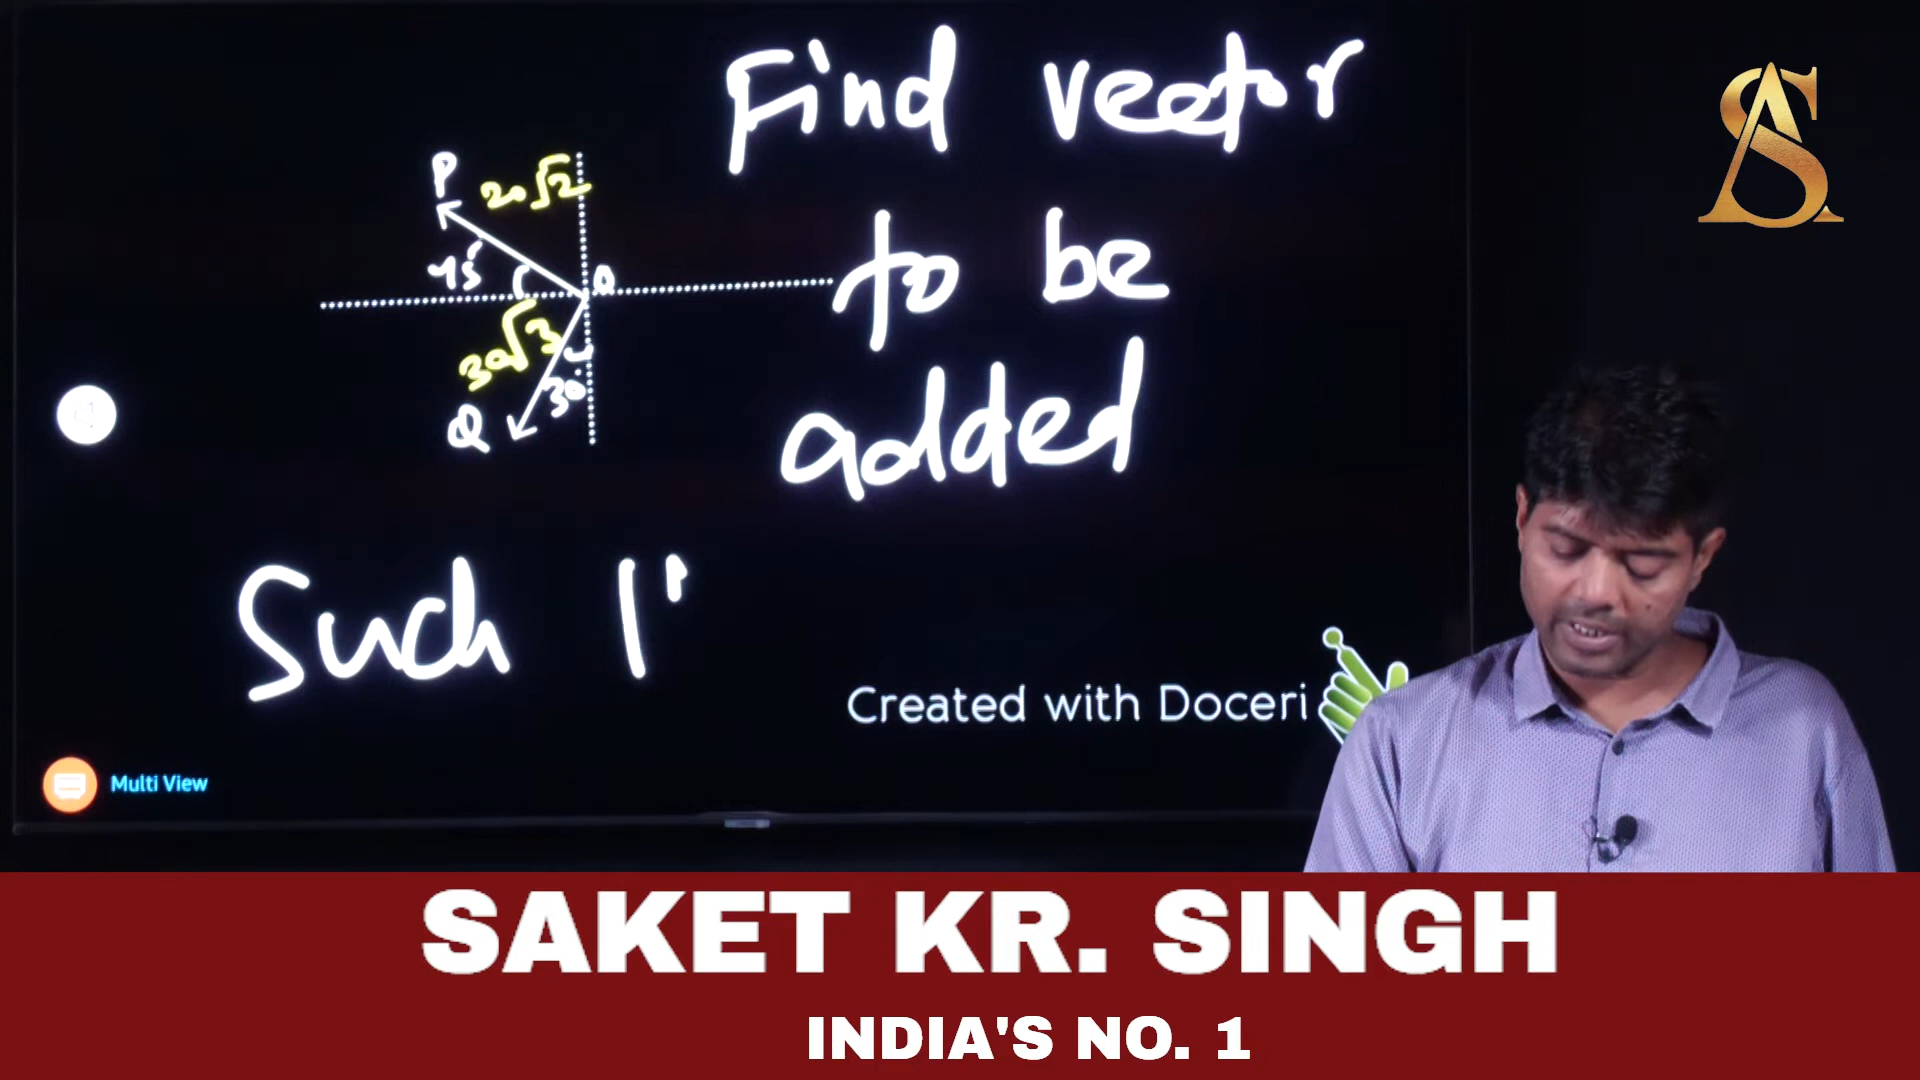 Find vector
P
20√2
45°
O
to be
30√3
30°
Q
added
Such
Created with Doceri
Multi View
SAKET KR. SINGH
INDIA'S NO. 1